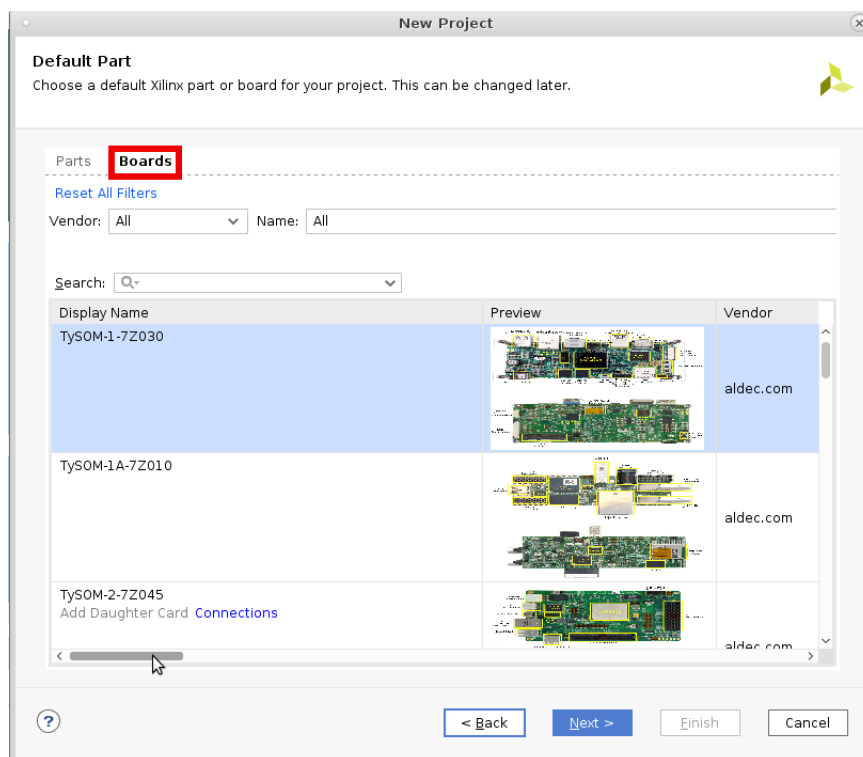 New Project
Default Part
Choose a default Xilinx part or board for your project. This can be changed later.
Parts Boards
Reset All Filters
Vendor: All Name: All
Search:
Display Name Preview Vendor
TySOM-1-7Z030
aldec.com
TySOM-1A-7Z010
aldec.com
TySOM-2-7Z045
Add Daughter Card Connections
aldec.com
? < Back Next > Finish Cancel